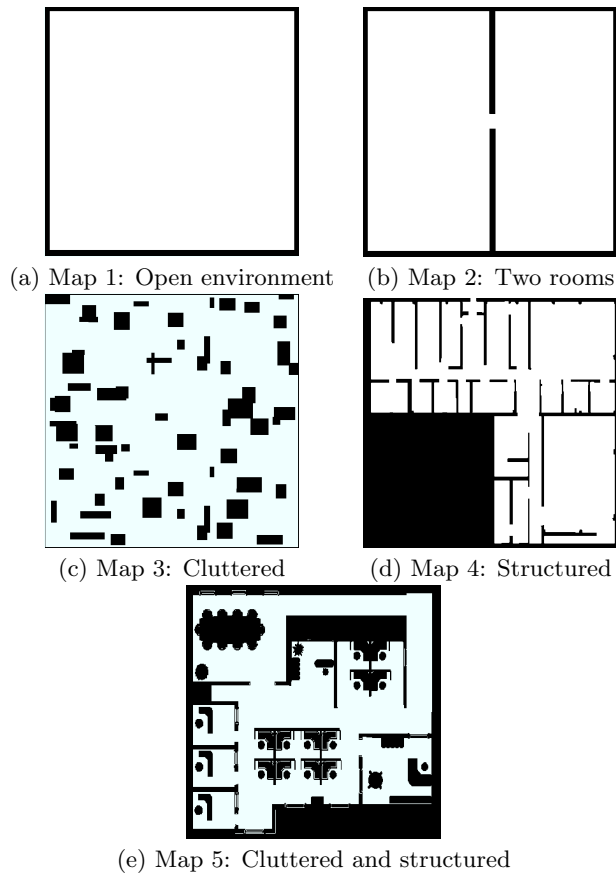 (a) Map 1: Open environment
(b) Map 2: Two rooms
(c) Map 3: Cluttered
(d) Map 4: Structured
(e) Map 5: Cluttered and structured